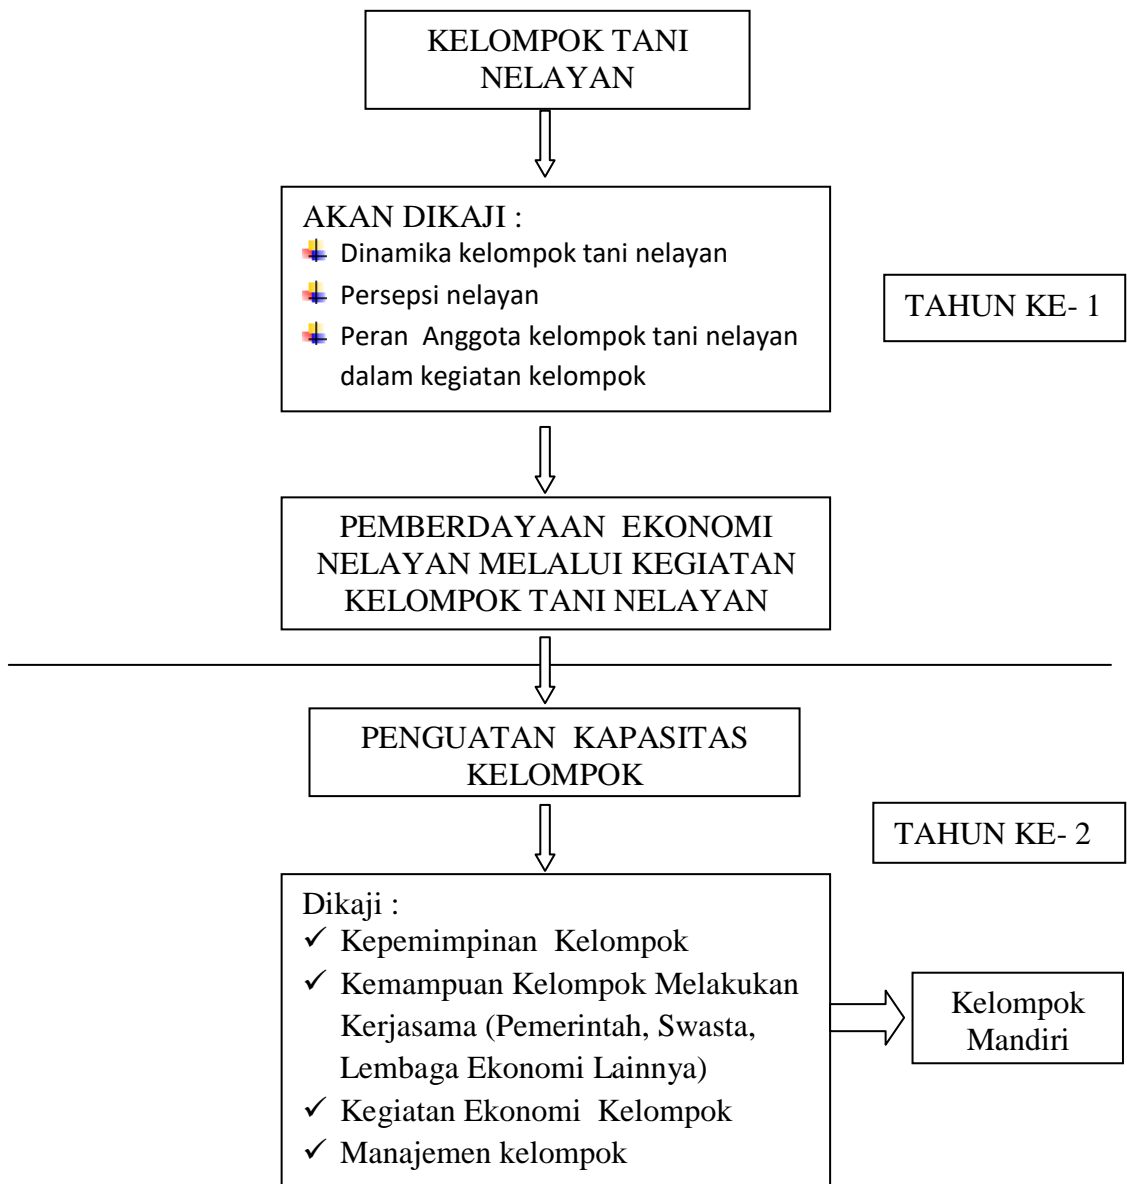 KELOMPOK TANI
NELAYAN
AKAN DIKAJI :
Dinamika kelompok tani nelayan
Persepsi nelayan
Peran Anggota kelompok tani nelayan
dalam kegiatan kelompok
TAHUN KE- 1
PEMBERDAYAAN EKONOMI
NELAYAN MELALUI KEGIATAN
KELOMPOK TANI NELAYAN
PENGUATAN KAPASITAS
KELOMPOK
TAHUN KE- 2
Dikaji :
✓ Kepemimpinan Kelompok
✓ Kemampuan Kelompok Melakukan
Kerjasama (Pemerintah, Swasta,
Lembaga Ekonomi Lainnya)
✓ Kegiatan Ekonomi Kelompok
✓ Manajemen kelompok
Kelompok
Mandiri